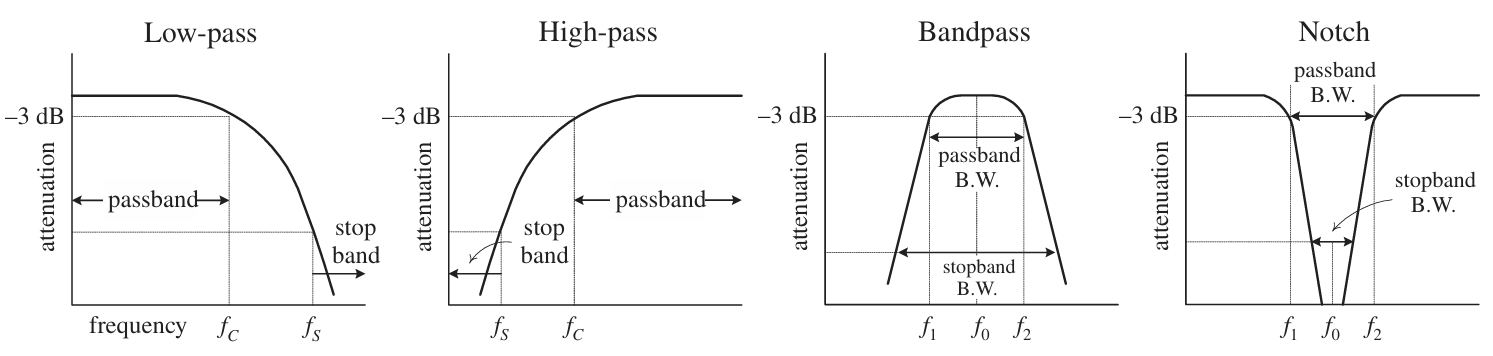 Low-pass
–3 dB
attenuation
passband
stop
band
frequency
f_C
f_S
High-pass
–3 dB
attenuation
passband
stop
band
f_S
f_C
Bandpass
–3 dB
attenuation
passband
B.W.
stopband
B.W.
f_1
f_0
f_2
Notch
passband
B.W.
–3 dB
attenuation
stopband
B.W.
f_1
f_0
f_2